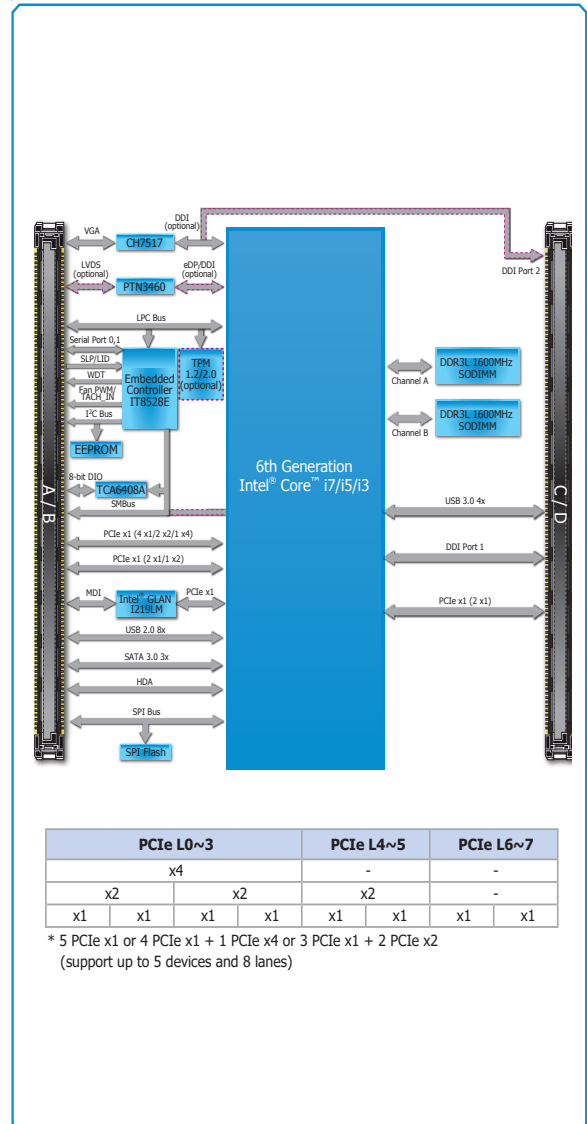 DDI
(optional)
VGA
CH7517
DDI Port 2
LVDS
(optional)
eDP/DDI
(optional)
PTN3460
LPC Bus
Serial Port 0,1
SLP/LID
WDT
Fan PWM/
TACH_IN
I²C Bus
Embedded
Controller
IT8528E
TPM
1.2/2.0
(optional)
EEPROM
8-bit DIO
TCA6408A
SMBus
PCIe x1 (4 x1/2 x2/1 x4)
PCIe x1 (2 x1/1 x2)
MDI
Intel® GLAN
I219LM
PCIe x1
USB 2.0 8x
SATA 3.0 3x
HDA
SPI Bus
SPI Flash
A / B
6th Generation
Intel® Core™ i7/i5/i3
Channel A
DDR3L 1600MHz
SODIMM
Channel B
DDR3L 1600MHz
SODIMM
USB 3.0 4x
DDI Port 1
PCIe x1 (2 x1)
C / D
PCIe L0~3 PCIe L4~5 PCIe L6~7
x4 - -
x2 x2 x2 -
x1 x1 x1 x1 x1 x1 x1 x1
* 5 PCIe x1 or 4 PCIe x1 + 1 PCIe x4 or 3 PCIe x1 + 2 PCIe x2
(support up to 5 devices and 8 lanes)